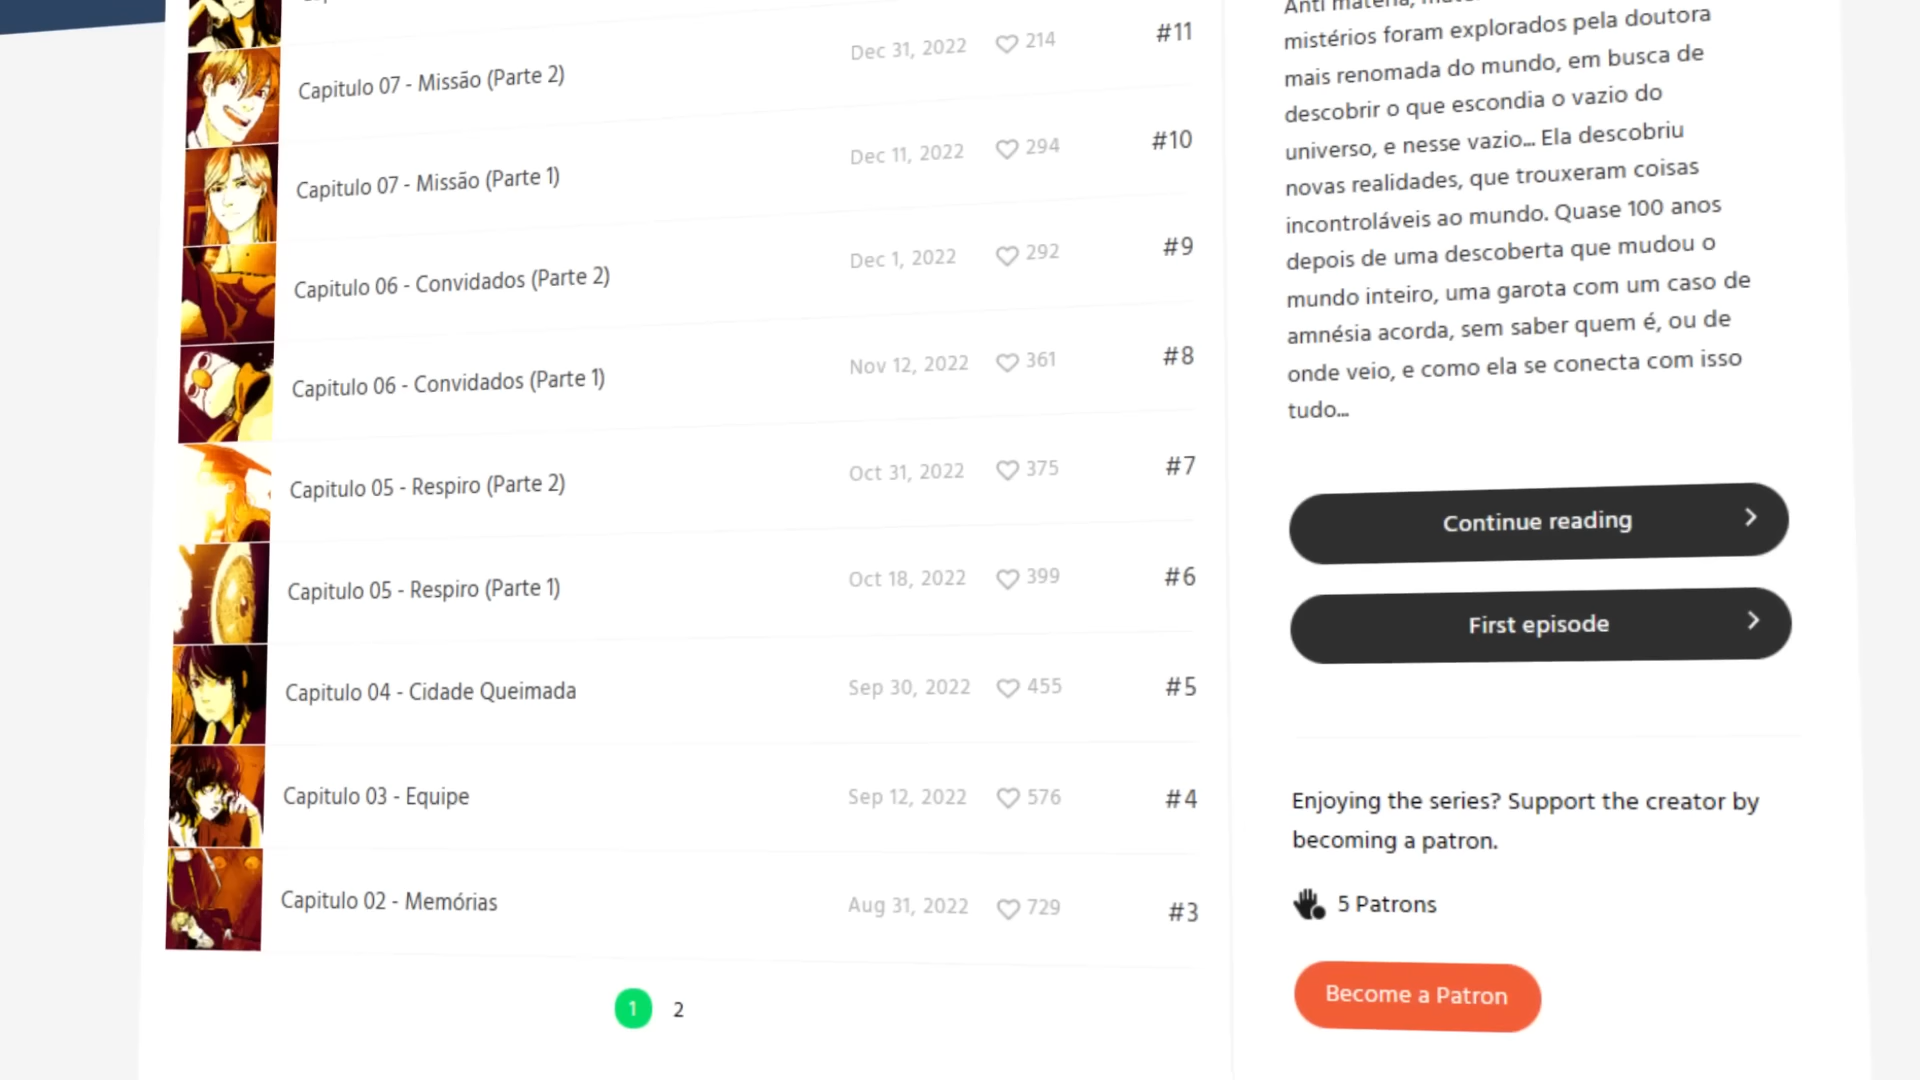 #11
Capitulo 07 - Missão (Parte 2) Dec 31, 2022 214
#10
Capitulo 07 - Missão (Parte 1) Dec 11, 2022 294
#9
Capitulo 06 - Convidados (Parte 2) Dec 1, 2022 292
#8
Capitulo 06 - Convidados (Parte 1) Nov 12, 2022 361
#7
Capitulo 05 - Respiro (Parte 2) Oct 31, 2022 375
Capitulo 05 - Respiro (Parte 1) Oct 18, 2022 399 #6
Capitulo 04 - Cidade Queimada Sep 30, 2022 455 #5
Capitulo 03 - Equipe Sep 12, 2022 576 #4
Capitulo 02 - Memórias Aug 31, 2022 729 #3
1 2
Anti matéria,
mistérios foram explorados pela doutora
mais renomada do mundo, em busca de
descobrir o que escondia o vazio do
universo, e nesse vazio... Ela descobriu
novas realidades, que trouxeram coisas
incontroláveis ao mundo. Quase 100 anos
depois de uma descoberta que mudou o
mundo inteiro, uma garota com um caso de
amnésia acorda, sem saber quem é, ou de
onde veio, e como ela se conecta com isso
tudo...
Continue reading
First episode
Enjoying the series? Support the creator by
becoming a patron.
5 Patrons
Become a Patron